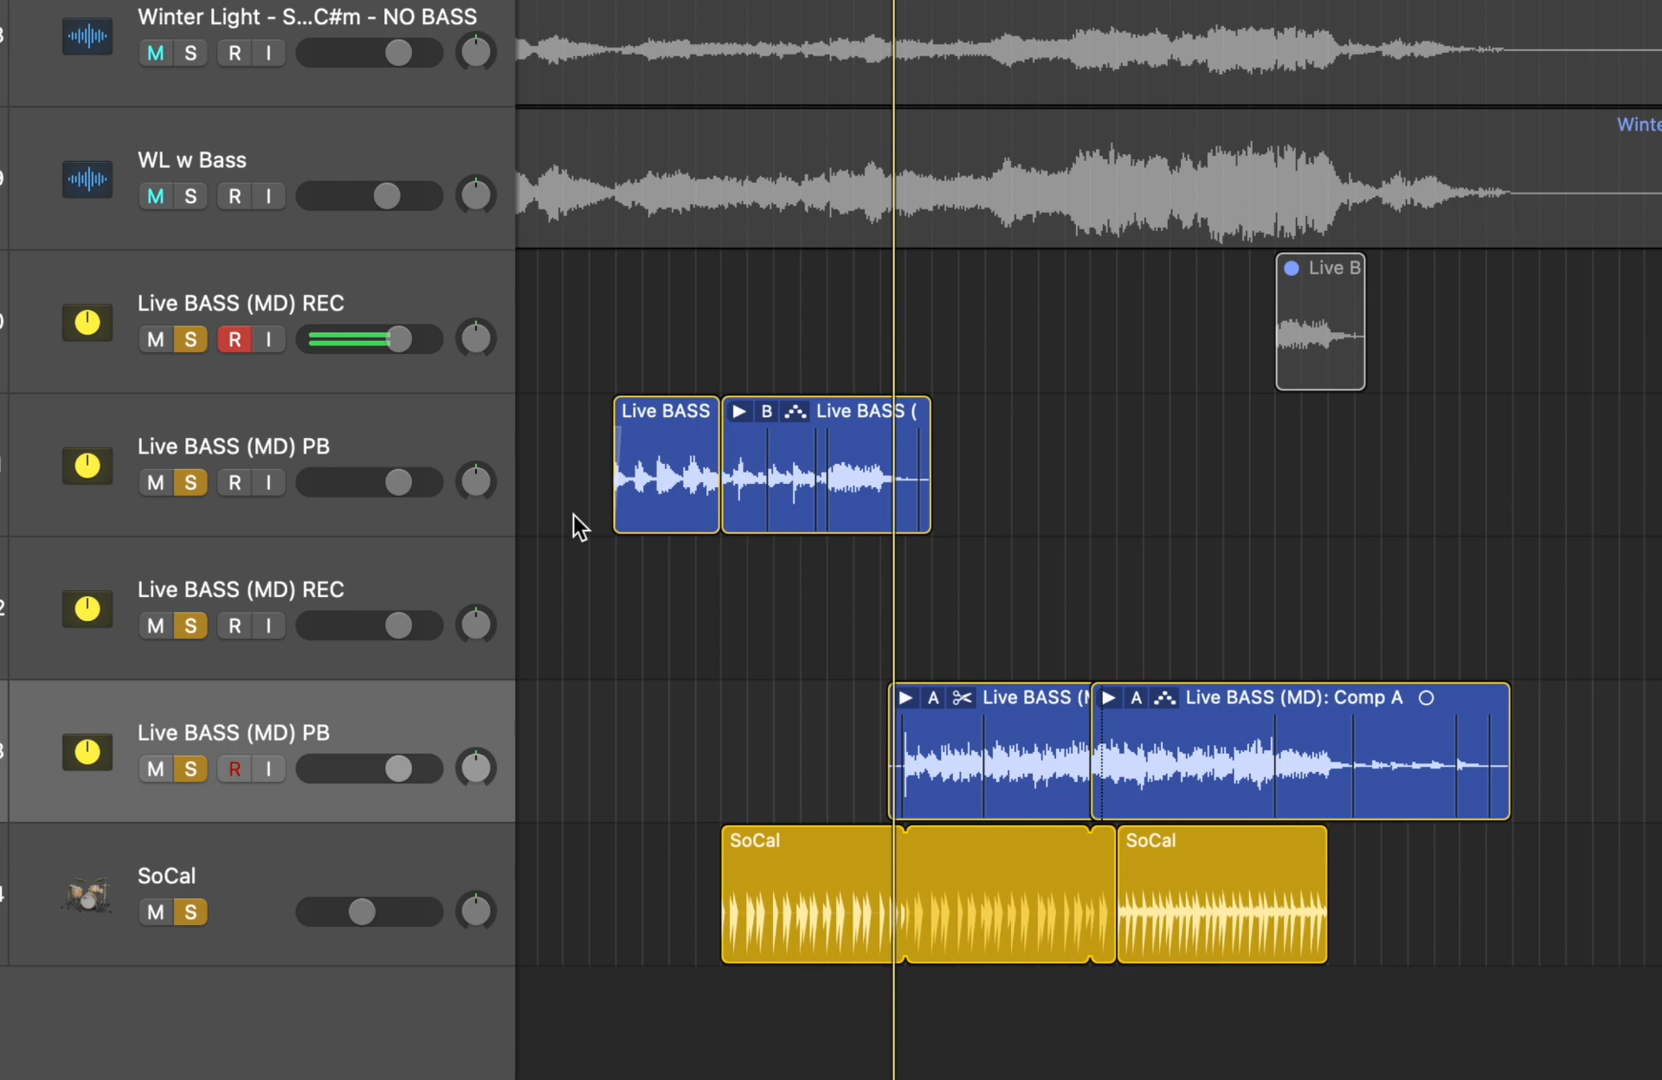 Winter Light - S...C#m - NO BASS
M S R I
WL w Bass
M S R I
Live BASS (MD) REC
M S R I
Live B
Live BASS (MD) PB
M S R I
Live BASS
B Live BASS (
Live BASS (MD) REC
M S R I
Live BASS (MD) PB
M S R I
A Live BASS (
A Live BASS (MD): Comp A
SoCal
M S
SoCal
SoCal